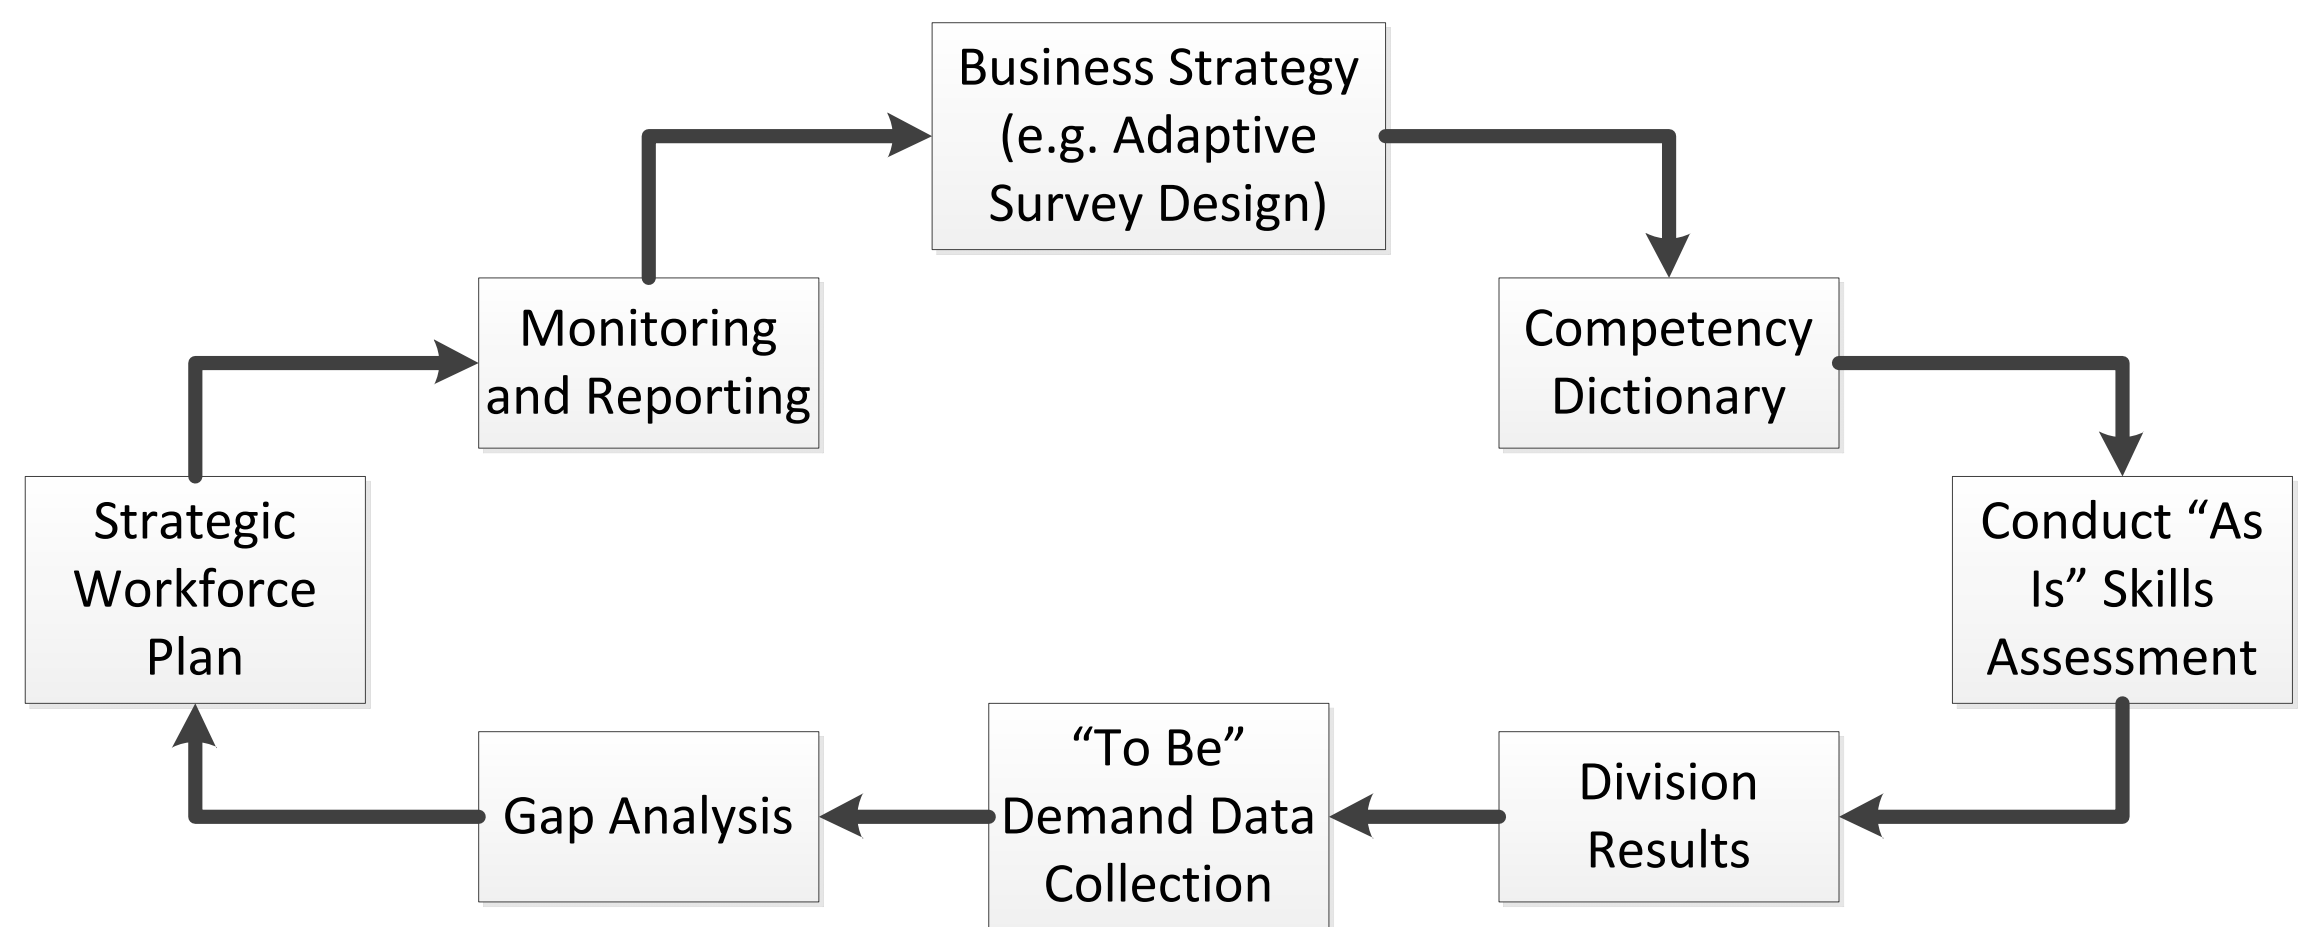 Business Strategy
(e.g. Adaptive
Survey Design)
Competency
Dictionary
Conduct “As
Is” Skills
Assessment
Division
Results
“To Be”
Demand Data
Collection
Gap Analysis
Strategic
Workforce
Plan
Monitoring
and Reporting